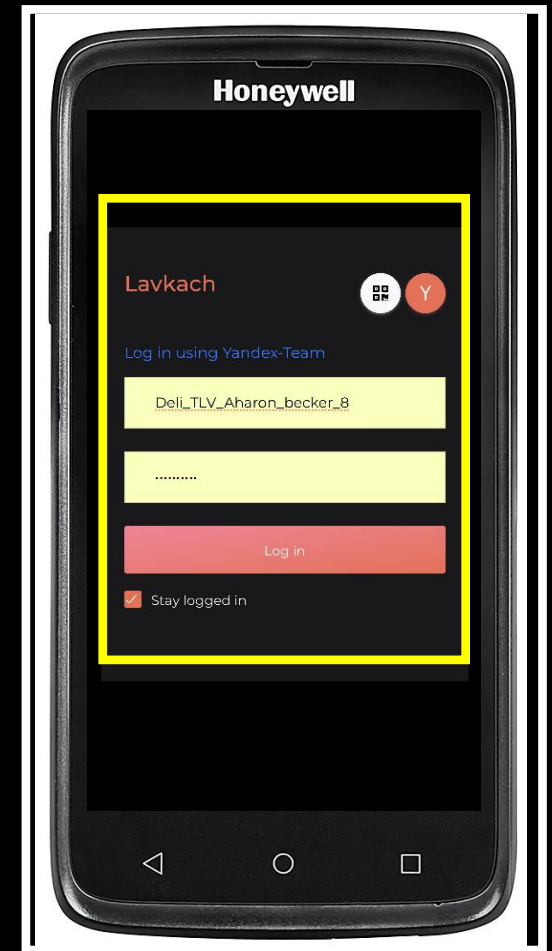 Honeywell
Lavkach
Y
Log in using Yandex-Team
Deli_TLV_Aharon_becker_8
Log in
Stay logged in